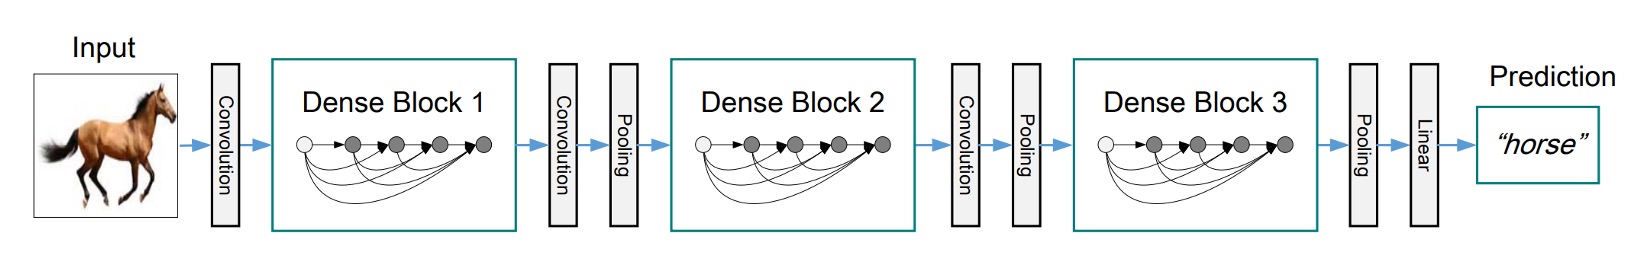 Input
Convolution
Dense Block 1
Convolution
Pooling
Dense Block 2
Convolution
Pooling
Dense Block 3
Pooling
Linear
Prediction
“horse”